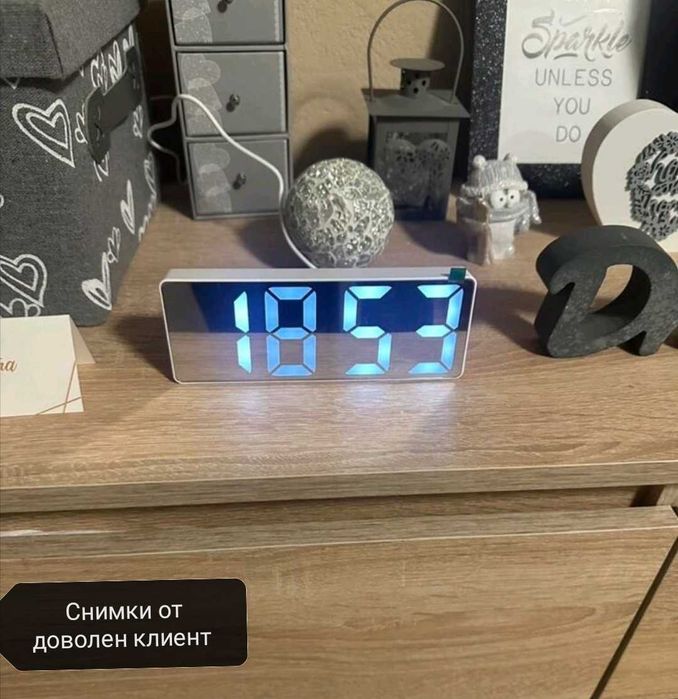 Sparkle
UNLESS
YOU
DO
1853
Снимки от
доволен клиент